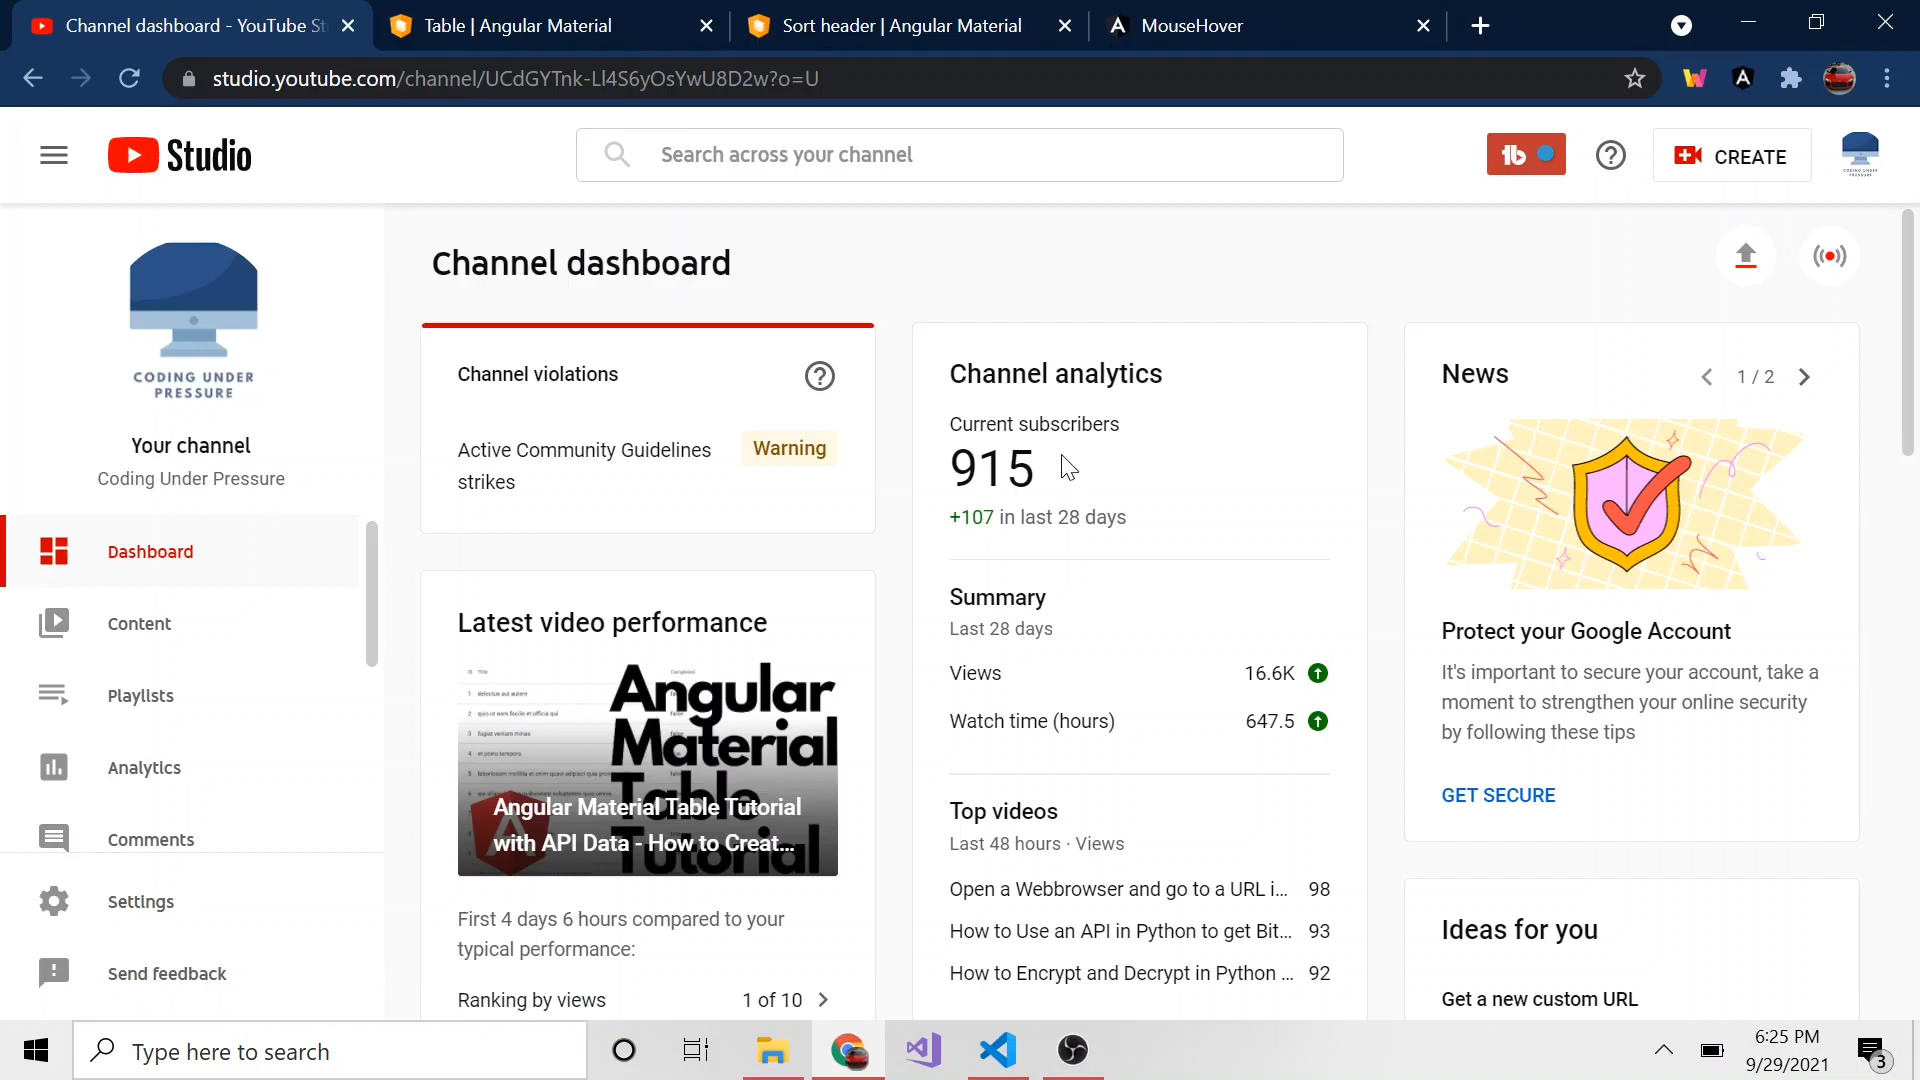 Channel dashboard - YouTube St
Table | Angular Material
Sort header | Angular Material
MouseHover
studio.youtube.com/channel/UCdGYTnk-Ll4S6yOsYwU8D2w?o=U
Studio
Search across your channel
CREATE
CODING UNDER
PRESSURE
Your channel
Coding Under Pressure
Dashboard
Content
Playlists
Analytics
Comments
Settings
Send feedback
Channel dashboard
Channel violations
Active Community Guidelines
strikes
Warning
Latest video performance
Angular
Material
Table
Tutorial
Angular Material Table Tutorial
with API Data - How to Creat...
First 4 days 6 hours compared to your
typical performance:
Ranking by views 1 of 10
Channel analytics
Current subscribers
915
+107 in last 28 days
Summary
Last 28 days
Views 16.6K
Watch time (hours) 647.5
Top videos
Last 48 hours · Views
Open a Webbrowser and go to a URL i... 98
How to Use an API in Python to get Bit... 93
How to Encrypt and Decrypt in Python ... 92
News
1 / 2
Protect your Google Account
It's important to secure your account, take a
moment to strengthen your online security
by following these tips
GET SECURE
Ideas for you
Get a new custom URL
Type here to search
6:25 PM
9/29/2021
3